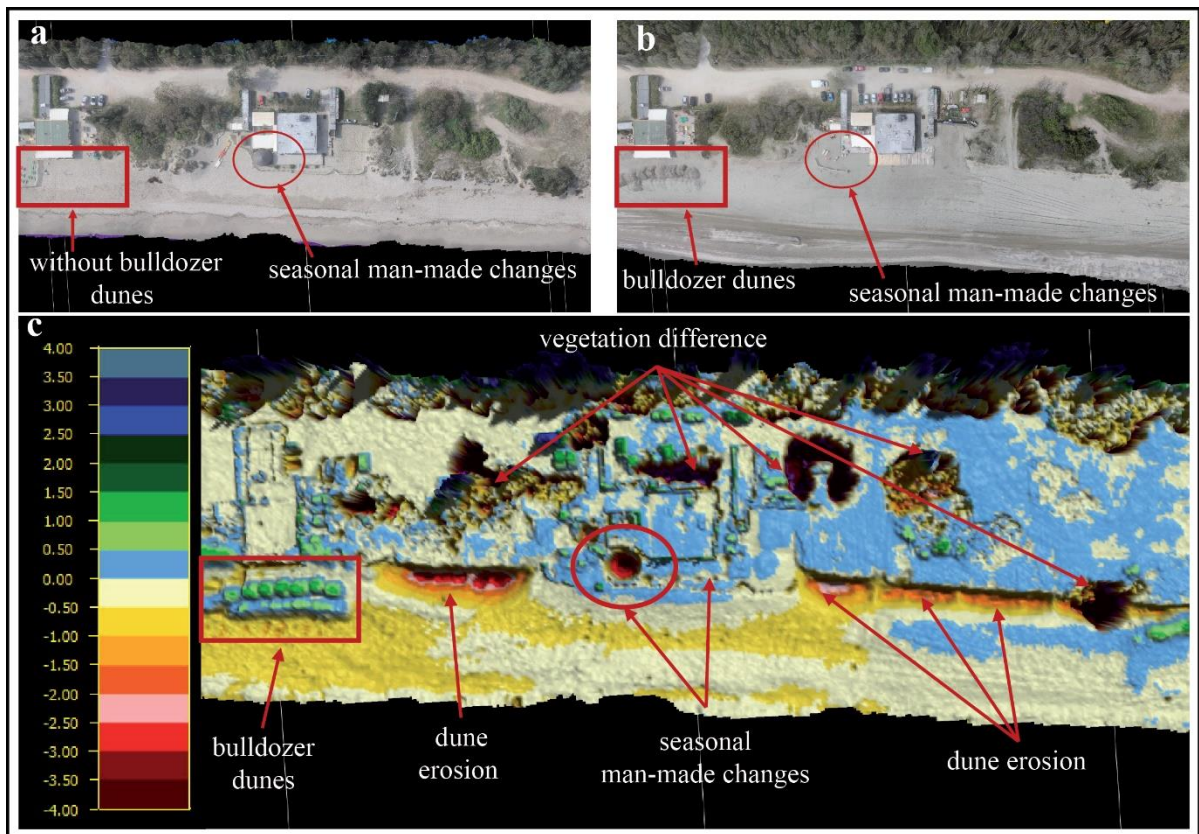 a
b
without bulldozer
dunes
seasonal man-made changes
bulldozer dunes
seasonal man-made changes
c
vegetation difference
4.00
3.50
3.00
2.50
2.00
1.50
1.00
0.50
0.00
-0.50
-1.00
-1.50
-2.00
-2.50
-3.00
-3.50
-4.00
bulldozer
dunes
dune
erosion
seasonal
man-made changes
dune erosion